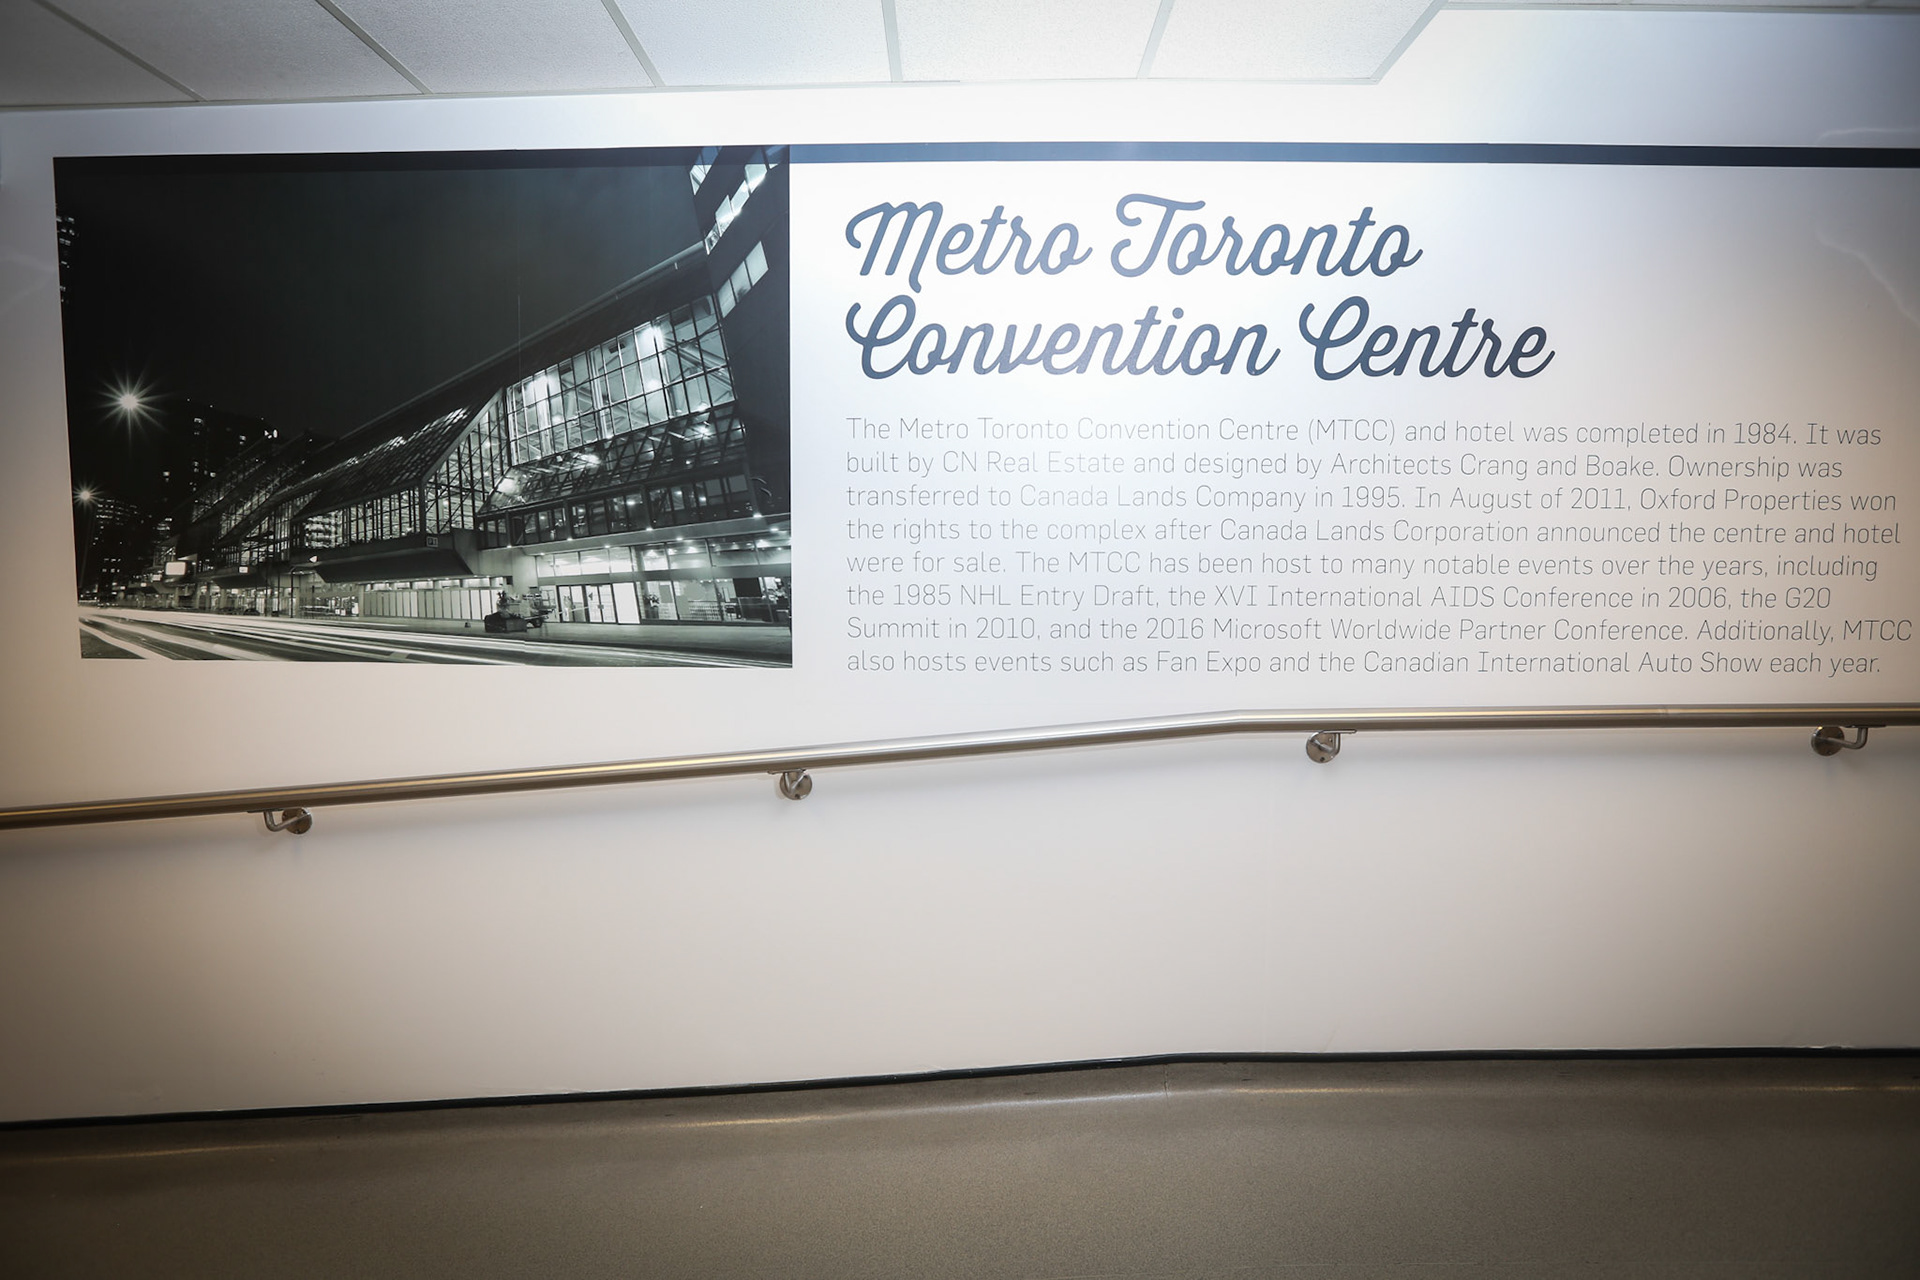 Metro Toronto
Convention Centre
The Metro Toronto Convention Centre (MTCC) and hotel was completed in 1984. It was
built by CN Real Estate and designed by Architects Crang and Boake. Ownership was
transferred to Canada Lands Company in 1995. In August of 2011, Oxford Properties won
the rights to the complex after Canada Lands Corporation announced the centre and hotel
were for sale. The MTCC has been host to many notable events over the years, including
the 1985 NHL Entry Draft, the XVI International AIDS Conference in 2006, the G20
Summit in 2010, and the 2016 Microsoft Worldwide Partner Conference. Additionally, MTCC
also hosts events such as Fan Expo and the Canadian International Auto Show each year.